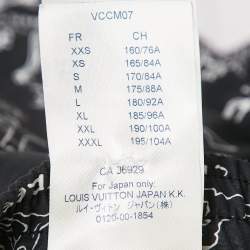 VCCM07
FR CH
XXS 160/76A
XS 165/84A
S 170/84A
M 175/88A
L 180/92A
XL 185/96A
XXL 190/100A
XXXL 195/104A
CA 36929
For Japan only:
LOUIS VUITTON JAPAN K.K.
ルイ・ヴィトン ジャパン(株)
0120-00-1854